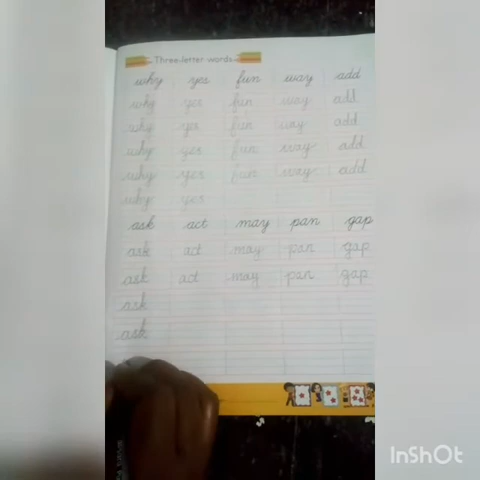 Three-letter words
why yes fun way add
why yes fun way add
why yes fun way add
why yes fun way add
why yes fun way add
why yes
ask act may pan gap
ask act may pan gap
ask act may pan gap
ask
ask
InShOt